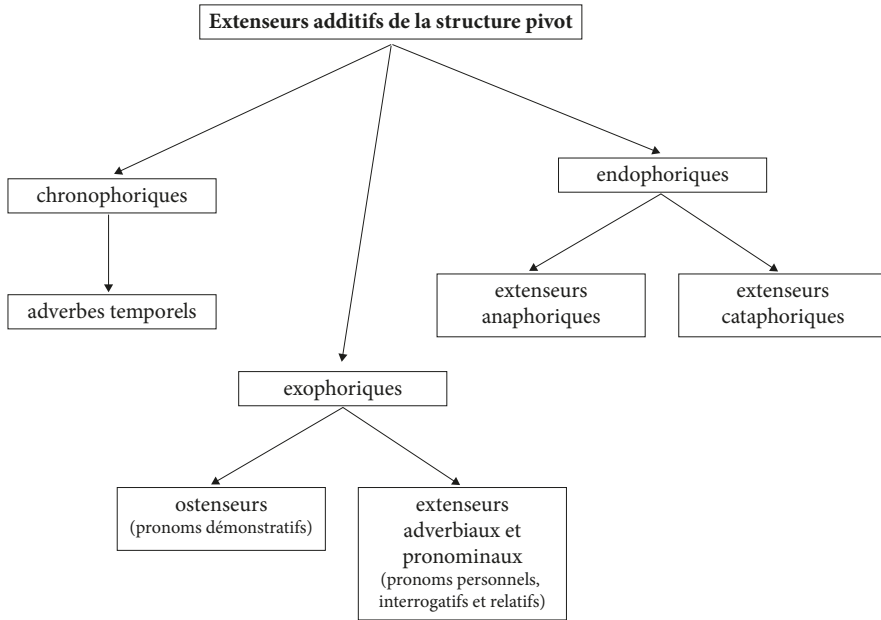 Extenseurs additifs de la structure pivot
chronophoriques
endophoriques
adverbes temporels
extenseurs
anaphoriques
extenseurs
cataphoriques
exophoriques
ostenseurs
(pronoms démonstratifs)
extenseurs
adverbiaux et
pronominaux
(pronoms personnels,
interrogatifs et relatifs)